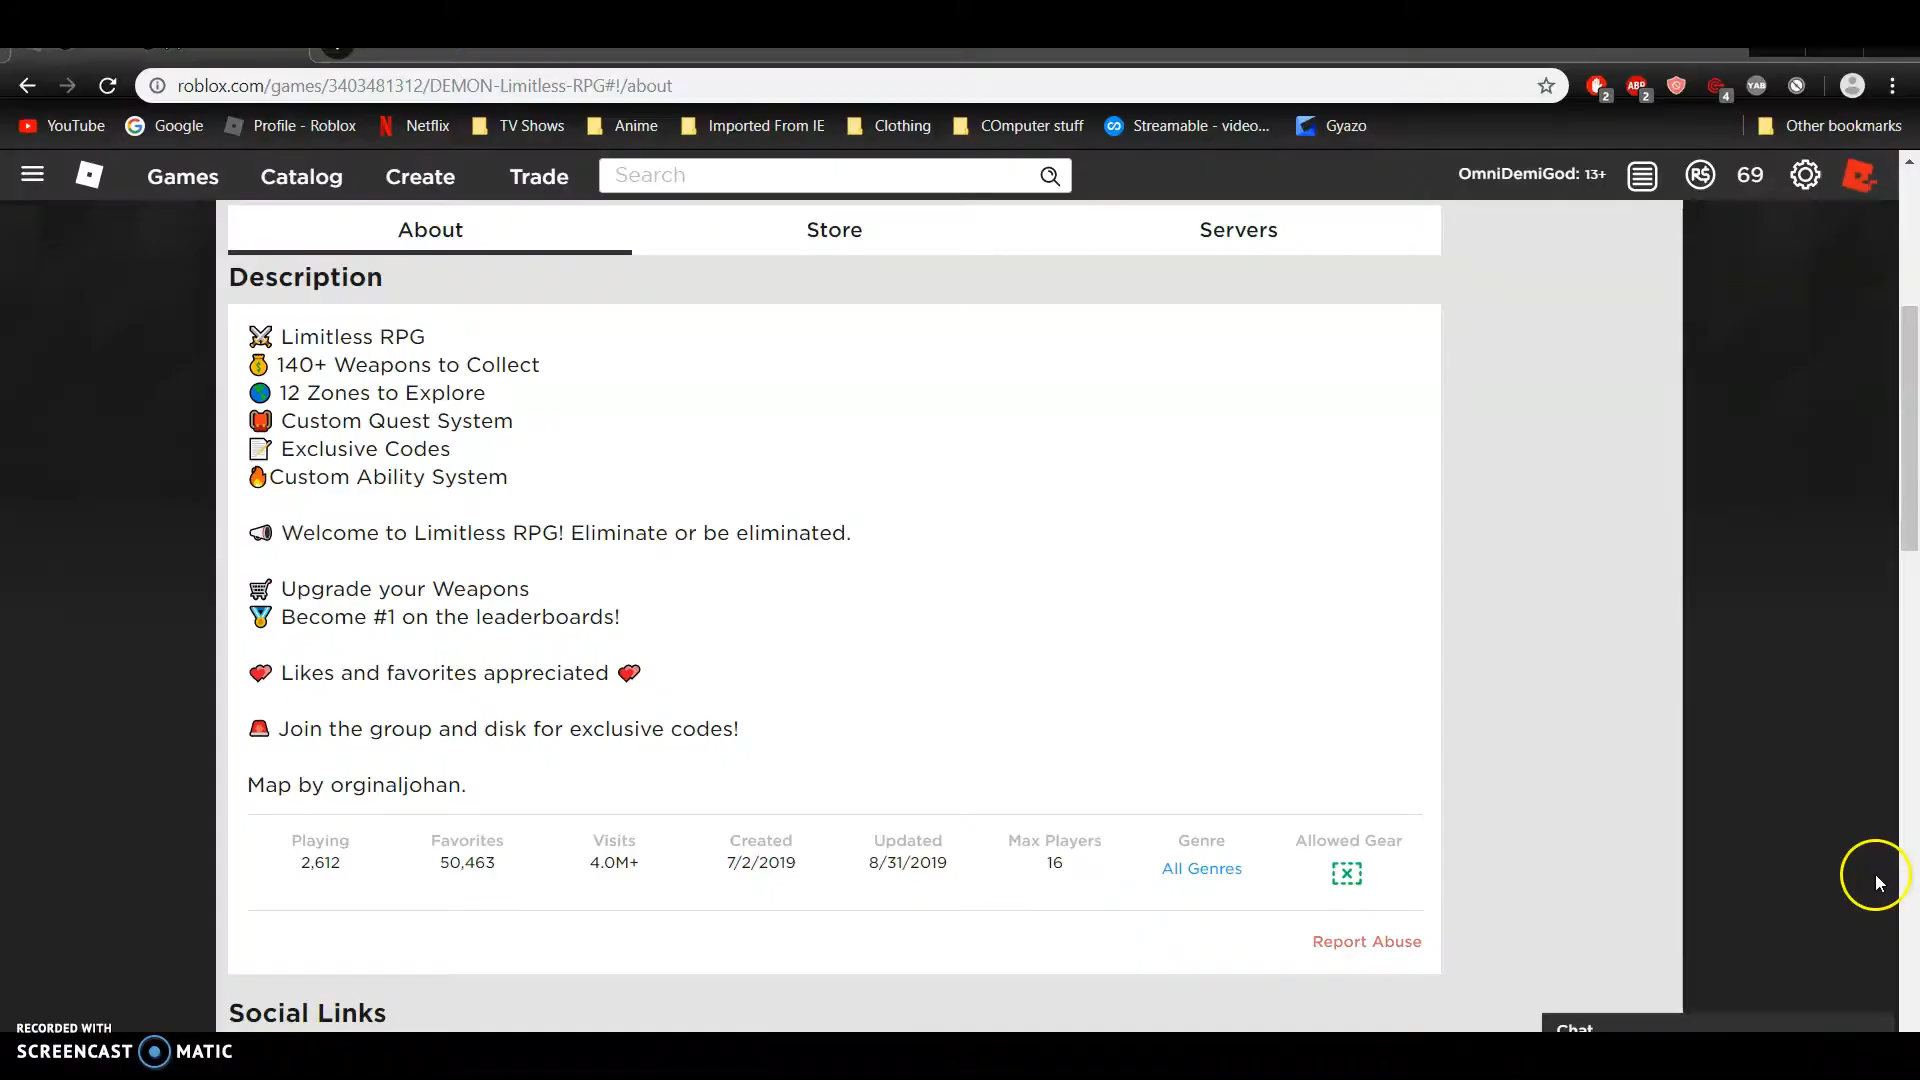 roblox.com/games/3403481312/DEMON-Limitless-RPG#!/about
2 ABP 2 4 YAB
YouTube Google Profile - Roblox Netflix TV Shows Anime Imported From IE Clothing COmputer stuff Streamable - video... Gyazo Other bookmarks
Games Catalog Create Trade Search OmniDemiGod: 13+ R$ 69
About Store Servers
Description
Limitless RPG
140+ Weapons to Collect
12 Zones to Explore
Custom Quest System
Exclusive Codes
Custom Ability System
Welcome to Limitless RPG! Eliminate or be eliminated.
Upgrade your Weapons
Become #1 on the leaderboards!
Likes and favorites appreciated
Join the group and disk for exclusive codes!
Map by orginaljohan.
Playing Favorites Visits Created Updated Max Players Genre Allowed Gear
2,612 50,463 4.0M+ 7/2/2019 8/31/2019 16 All Genres
Report Abuse
Social Links
Chat
RECORDED WITH
SCREENCAST MATIC